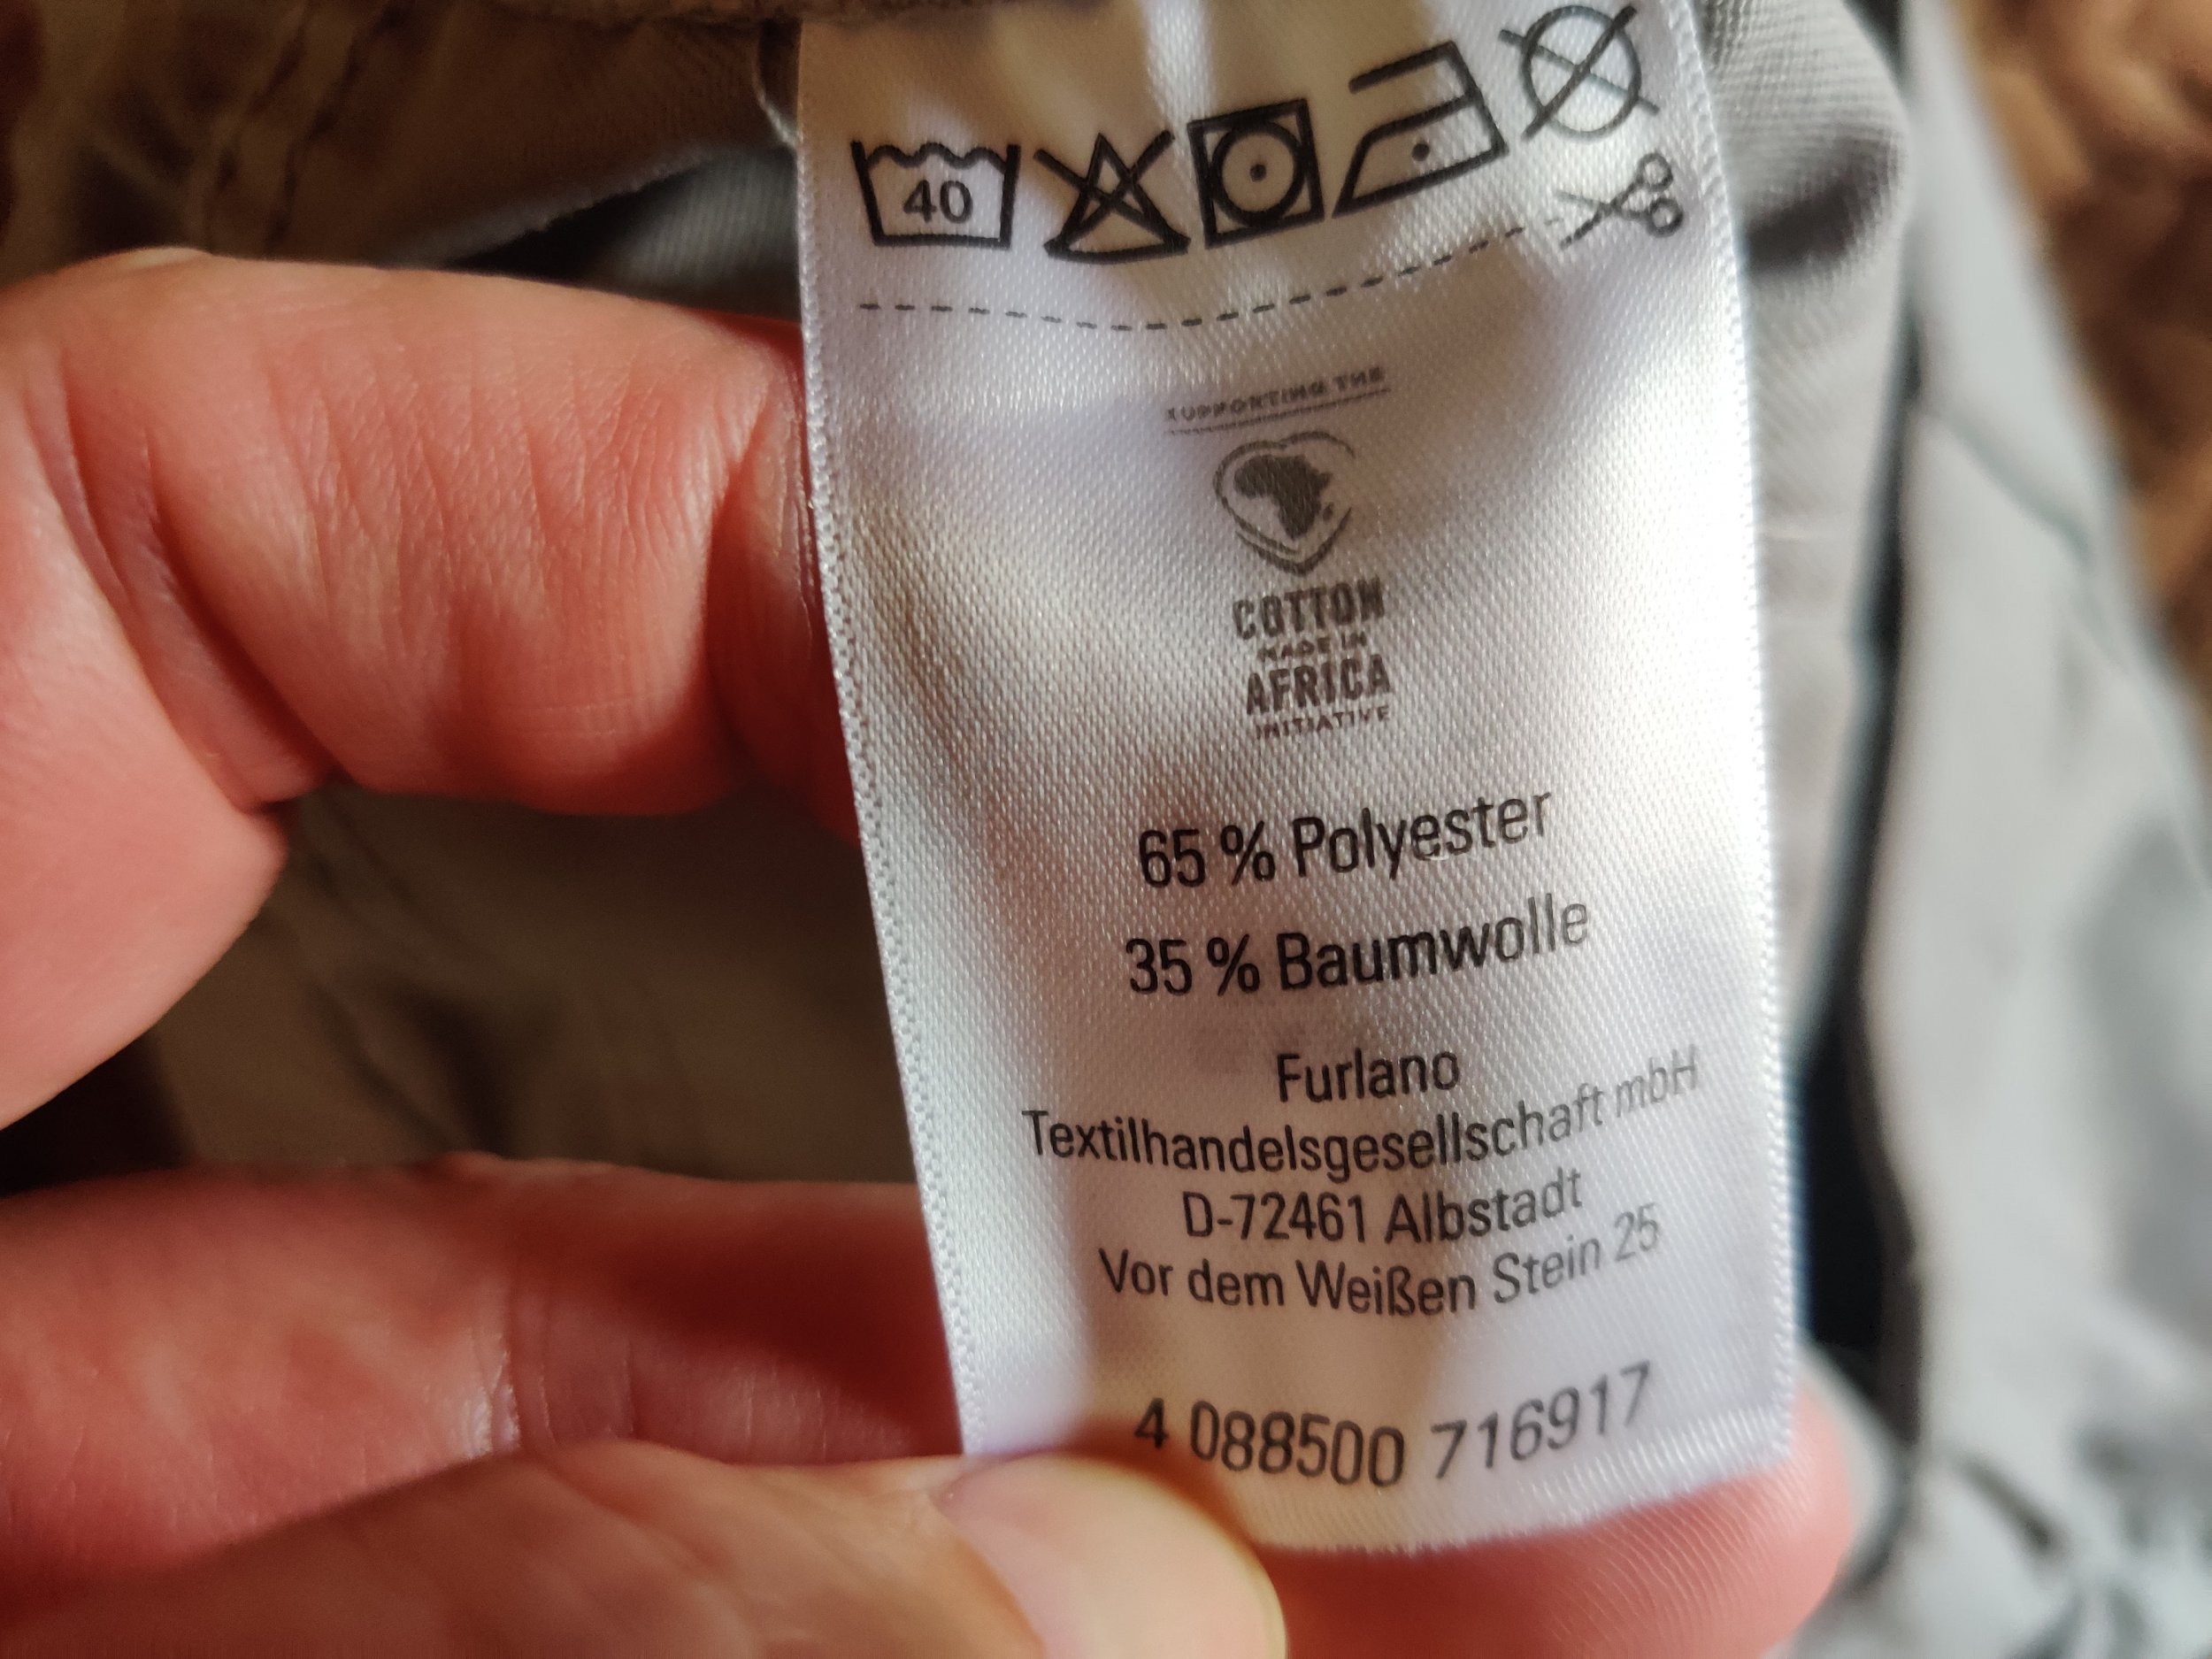 40
SUPPORTING THE
COTTON
MADE IN
AFRICA
INITIATIVE
65 % Polyester
35 % Baumwolle
Furlano
Textilhandelsgesellschaft mbH
D-72461 Albstadt
Vor dem Weißen Stein 25
4 088500 716917